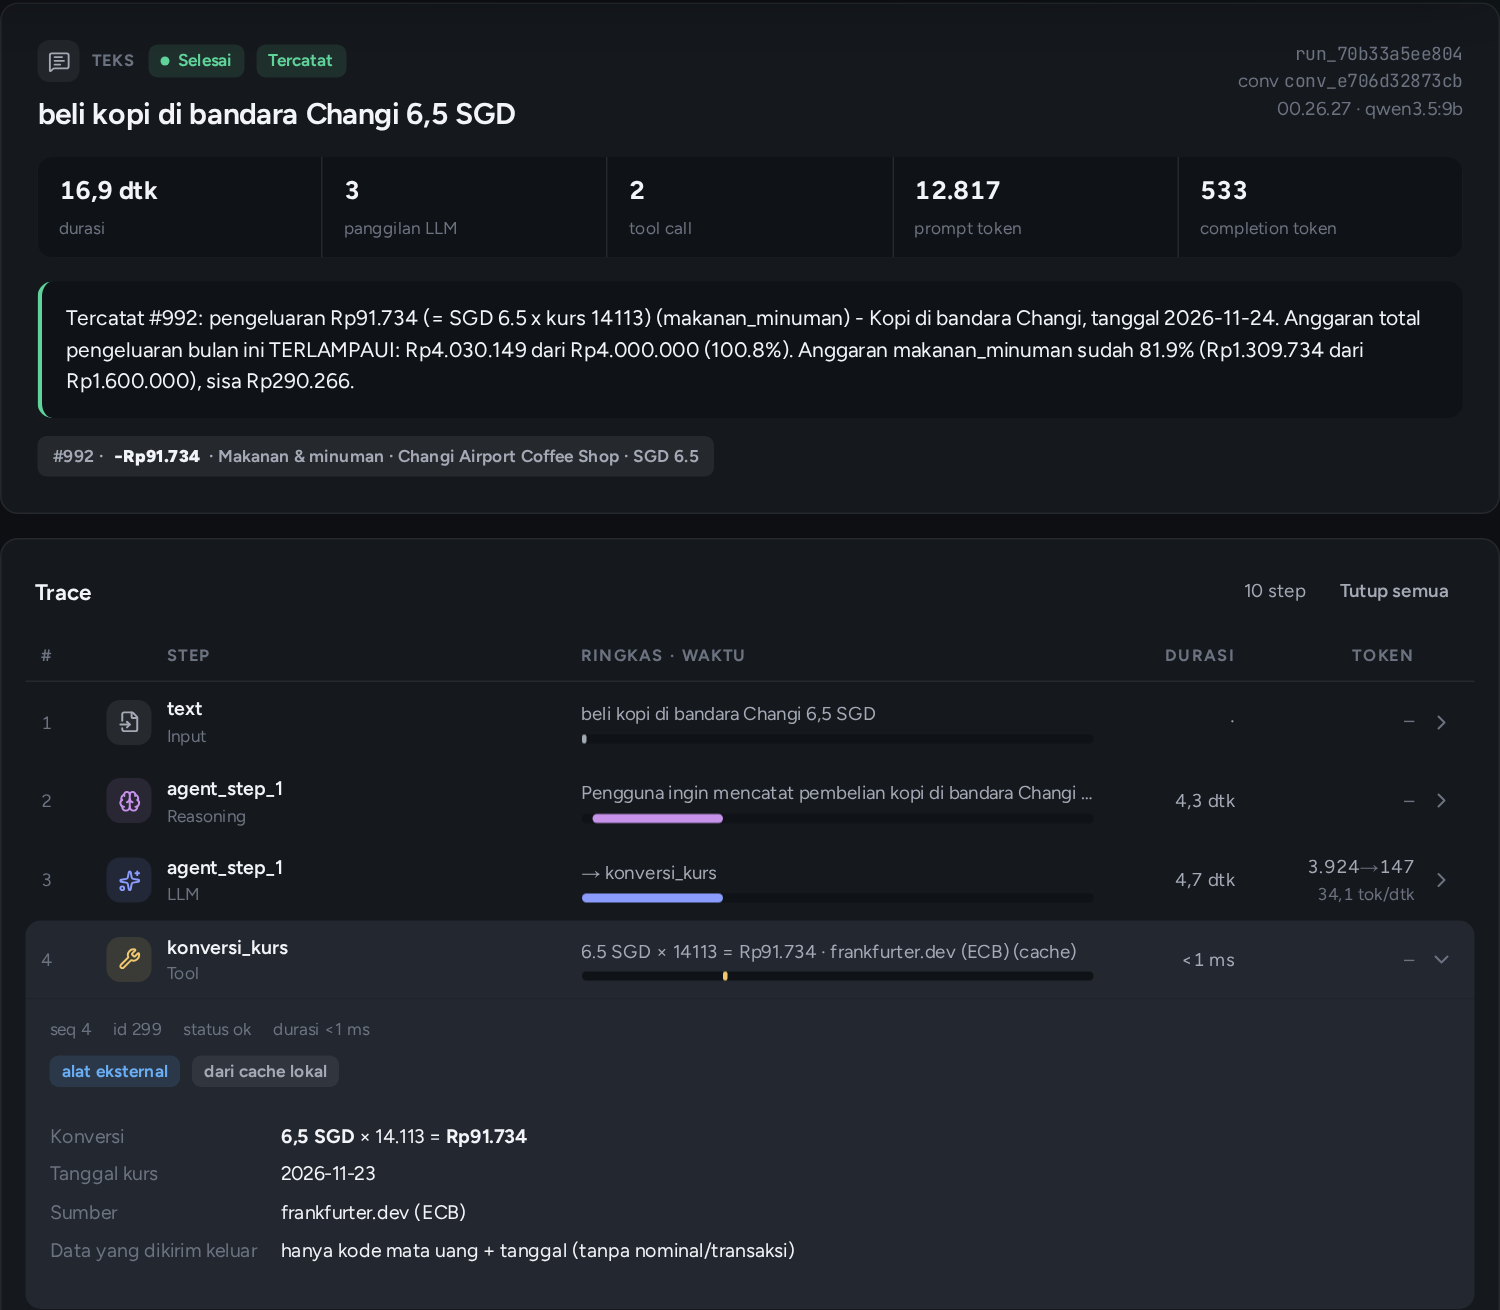 TEKS
Selesai
Tercatat
run_70b33a5ee804
conv conv_e706d32873cb
00.26.27 · qwen3.5:9b
beli kopi di bandara Changi 6,5 SGD
16,9 dtk
durasi
3
panggilan LLM
2
tool call
12.817
prompt token
533
completion token
Tercatat #992: pengeluaran Rp91.734 (= SGD 6.5 x kurs 14113) (makanan_minuman) - Kopi di bandara Changi, tanggal 2026-11-24. Anggaran total
pengeluaran bulan ini TERLAMPAUI: Rp4.030.149 dari Rp4.000.000 (100.8%). Anggaran makanan_minuman sudah 81.9% (Rp1.309.734 dari
Rp1.600.000), sisa Rp290.266.
#992 · -Rp91.734 · Makanan & minuman · Changi Airport Coffee Shop · SGD 6.5
Trace
10 step
Tutup semua
# STEP RINGKAS · WAKTU DURASI TOKEN
1 text beli kopi di bandara Changi 6,5 SGD · –
Input
2 agent_step_1 Pengguna ingin mencatat pembelian kopi di bandara Changi ... 4,3 dtk –
Reasoning
3 agent_step_1 → konversi_kurs 4,7 dtk 3.924→147
LLM 34,1 tok/dtk
4 konversi_kurs 6.5 SGD × 14113 = Rp91.734 · frankfurter.dev (ECB) (cache) <1 ms –
Tool
seq 4 id 299 status ok durasi <1 ms
alat eksternal
dari cache lokal
Konversi 6,5 SGD × 14.113 = Rp91.734
Tanggal kurs 2026-11-23
Sumber frankfurter.dev (ECB)
Data yang dikirim keluar hanya kode mata uang + tanggal (tanpa nominal/transaksi)